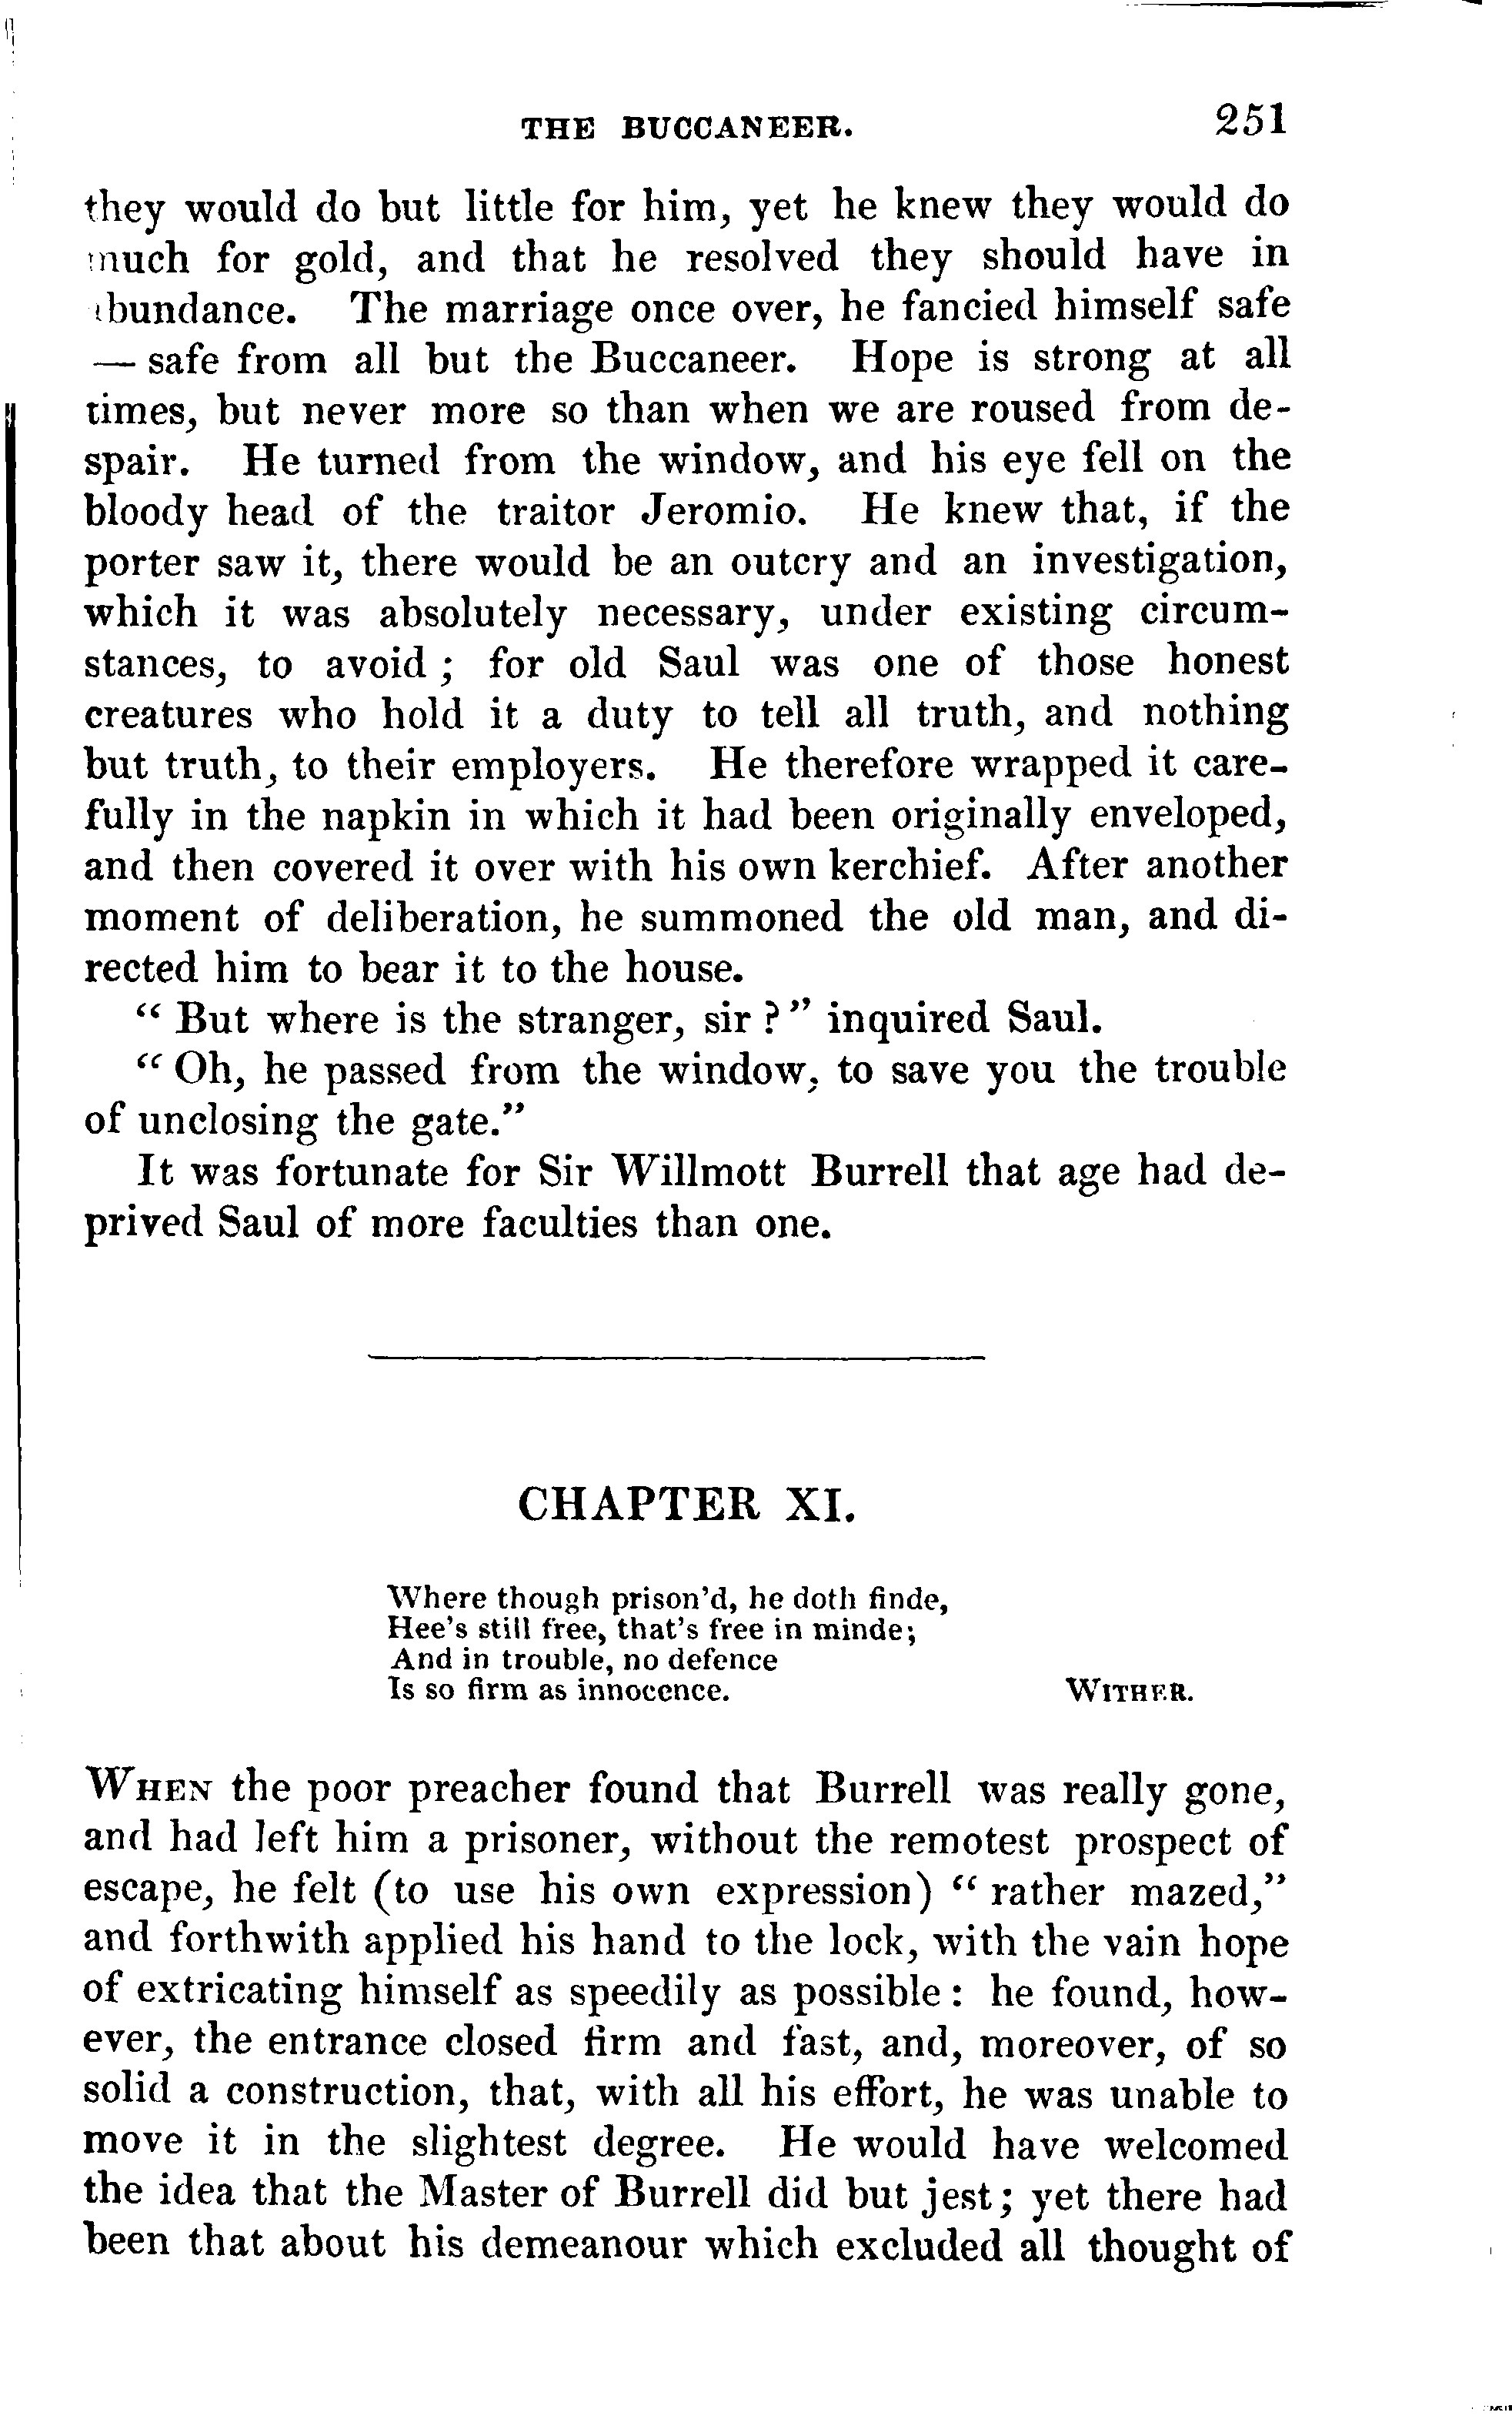 THE BUCCANEER. 251
they would do but little for him, yet he knew they would do
much for gold, and that he resolved they should have in
abundance. The marriage once over, he fancied himself safe
— safe from all but the Buccaneer. Hope is strong at all
times, but never more so than when we are roused from de-
spair. He turned from the window, and his eye fell on the
bloody head of the traitor Jeromio. He knew that, if the
porter saw it, there would be an outcry and an investigation,
which it was absolutely necessary, under existing circum-
stances, to avoid ; for old Saul was one of those honest
creatures who hold it a duty to tell all truth, and nothing
but truth, to their employers. He therefore wrapped it care-
fully in the napkin in which it had been originally enveloped,
and then covered it over with his own kerchief. After another
moment of deliberation, he summoned the old man, and di-
rected him to bear it to the house.
“ But where is the stranger, sir ? ” inquired Saul.
“ Oh, he passed from the window, to save you the trouble
of unclosing the gate.”
It was fortunate for Sir Willmott Burrell that age had de-
prived Saul of more faculties than one.
CHAPTER XI.
Where though prison'd, he doth finde,
Hee's still free, that's free in minde;
And in trouble, no defence
Is so firm as innocence. WITHER.
WHEN the poor preacher found that Burrell was really gone,
and had left him a prisoner, without the remotest prospect of
escape, he felt (to use his own expression) “ rather mazed,”
and forthwith applied his hand to the lock, with the vain hope
of extricating himself as speedily as possible : he found, how-
ever, the entrance closed firm and fast, and, moreover, of so
solid a construction, that, with all his effort, he was unable to
move it in the slightest degree. He would have welcomed
the idea that the Master of Burrell did but jest; yet there had
been that about his demeanour which excluded all thought of